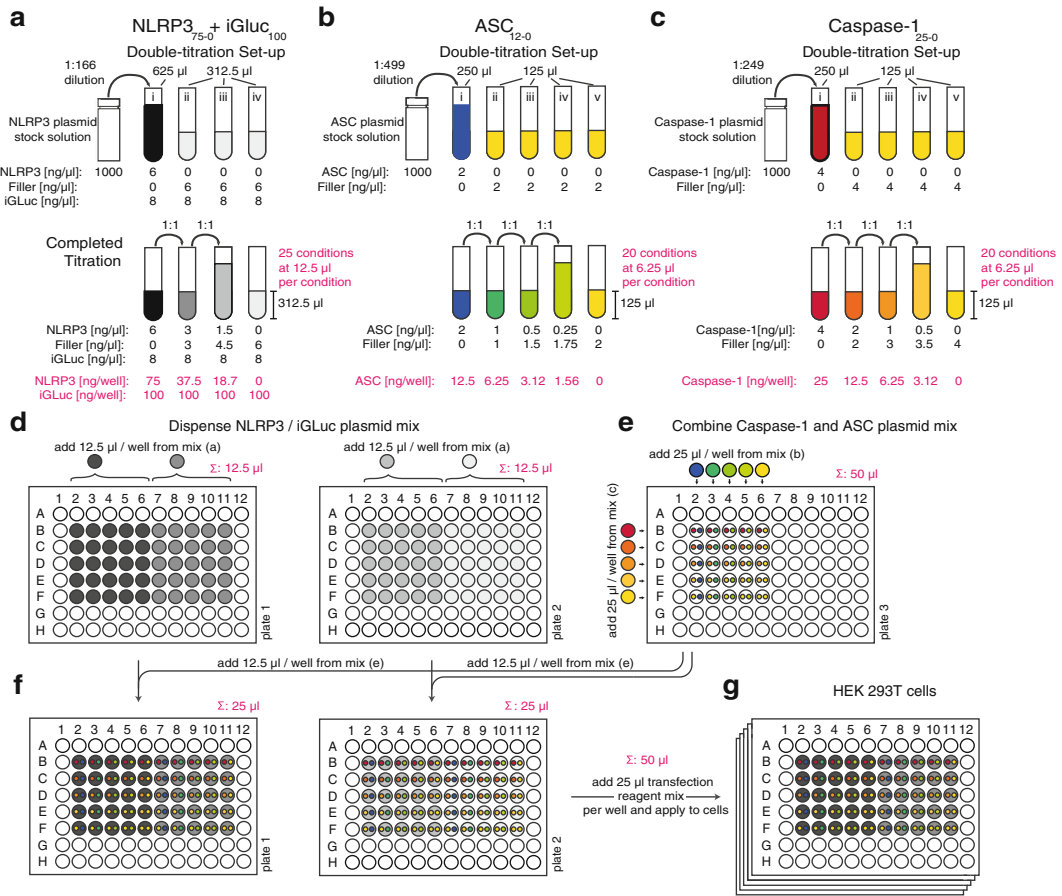 a
NLRP3 75-0 + iGluc 100
Double-titration Set-up
1:166
dilution
625 µl
312.5 µl
i ii iii iv
NLRP3 plasmid
stock solution
1000
NLRP3 [ng/µl]: 6 0 0 0
Filler [ng/µl]: 0 6 6 6
iGLuc [ng/µl]: 8 8 8 8
Completed
Titration
1:1 1:1
25 conditions
at 12.5 µl
per condition
312.5 µl
NLRP3 [ng/µl]: 6 3 1.5 0
Filler [ng/µl]: 0 3 4.5 6
iGLuc [ng/µl]: 8 8 8 8
NLRP3 [ng/well]: 75 37.5 18.7 0
iGLuc [ng/well]: 100 100 100 100
b
ASC 12-0
Double-titration Set-up
1:499
dilution
250 µl
125 µl
i ii iii iv v
ASC plasmid
stock solution
1000
ASC [ng/µl]: 2 0 0 0 0
Filler [ng/µl]: 0 2 2 2 2
1:1 1:1 1:1
20 conditions
at 6.25 µl
per condition
125 µl
ASC [ng/µl]: 2 1 0.5 0.25 0
Filler [ng/µl]: 0 1 1.5 1.75 2
ASC [ng/well]: 12.5 6.25 3.12 1.56 0
c
Caspase-1 25-0
Double-titration Set-up
1:249
dilution
250 µl
125 µl
i ii iii iv v
Caspase-1 plasmid
stock solution
1000
Caspase-1 [ng/µl]: 4 0 0 0 0
Filler [ng/µl]: 0 4 4 4 4
1:1 1:1 1:1
20 conditions
at 6.25 µl
per condition
125 µl
Caspase-1[ng/µl]: 4 2 1 0.5 0
Filler [ng/µl]: 0 2 3 3.5 4
Caspase-1 [ng/well]: 25 12.5 6.25 3.12 0
d
Dispense NLRP3 / iGLuc plasmid mix
add 12.5 µl / well from mix (a)
Σ: 12.5 µl
1 2 3 4 5 6 7 8 9 10 11 12
A
B
C
D
E
F
G
H
plate 1
add 12.5 µl / well from mix (a)
Σ: 12.5 µl
1 2 3 4 5 6 7 8 9 10 11 12
A
B
C
D
E
F
G
H
plate 2
e
Combine Caspase-1 and ASC plasmid mix
add 25 µl / well from mix (b)
Σ: 50 µl
add 25 µl / well from mix (c)
1 2 3 4 5 6 7 8 9 10 11 12
A
B
C
D
E
F
G
H
plate 3
add 12.5 µl / well from mix (e)
add 12.5 µl / well from mix (e)
f
Σ: 25 µl
1 2 3 4 5 6 7 8 9 10 11 12
A
B
C
D
E
F
G
H
plate 1
Σ: 25 µl
1 2 3 4 5 6 7 8 9 10 11 12
A
B
C
D
E
F
G
H
plate 2
Σ: 50 µl
add 25 µl transfection
reagent mix
per well and apply to cells
g
HEK 293T cells
1 2 3 4 5 6 7 8 9 10 11 12
A
B
C
D
E
F
G
H